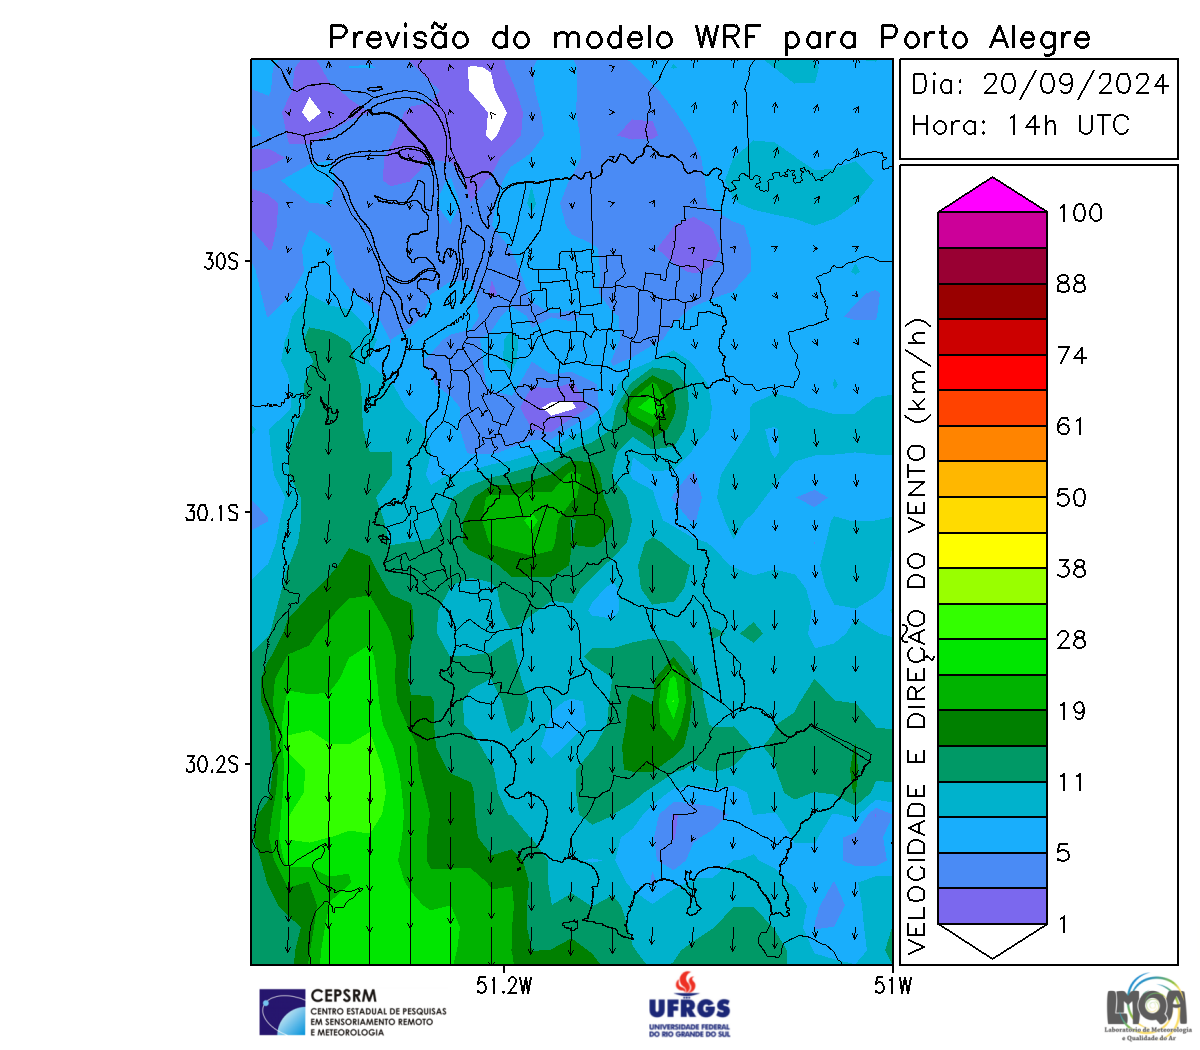 Previsão do modelo WRF para Porto Alegre
Dia: 20/09/2024
Hora: 14h UTC
30S
30.1S
30.2S
51.2W
51W
VELOCIDADE E DIREÇÃO DO VENTO (km/h)
100
88
74
61
50
38
28
19
11
5
1
CEPSRM
CENTRO ESTADUAL DE PESQUISAS
EM SENSORIAMENTO REMOTO
E METEOROLOGIA
UFRGS
UNIVERSIDADE FEDERAL
DO RIO GRANDE DO SUL
LMQA
Laboratório de Meteorologia
e Qualidade do Ar